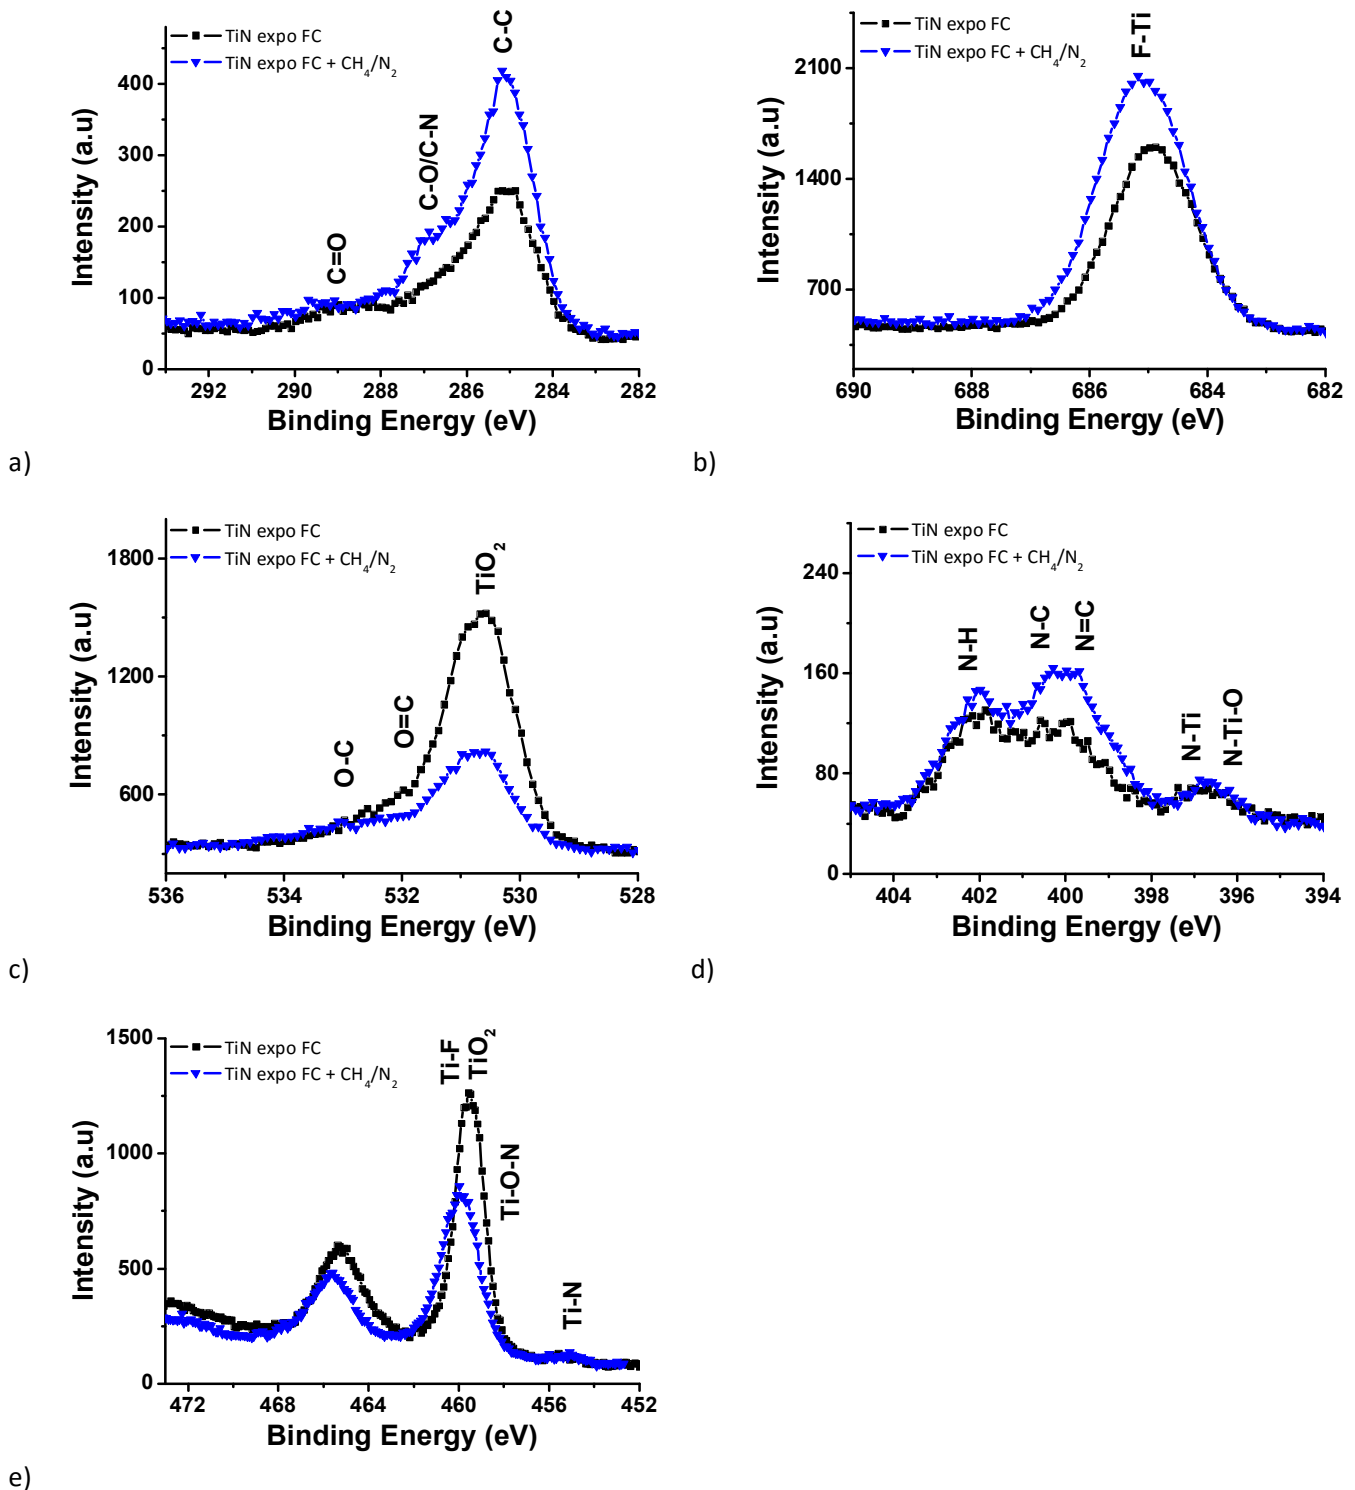 TiN expo FC
TiN expo FC + CH₄/N₂
C=O
C-O/C-N
C-C
400
300
200
100
0
292 290 288 286 284 282
Intensity (a.u)
Binding Energy (eV)
a)
TiN expo FC
TiN expo FC + CH₄/N₂
F-Ti
2100
1400
700
690 688 686 684 682
Intensity (a.u)
Binding Energy (eV)
b)
TiN expo FC
TiN expo FC + CH₄/N₂
O-C
O=C
TiO₂
1800
1200
600
536 534 532 530 528
Intensity (a.u)
Binding Energy (eV)
c)
TiN expo FC
TiN expo FC + CH₄/N₂
N-H
N-C
N=C
N-Ti
N-Ti-O
240
160
80
0
404 402 400 398 396 394
Intensity (a.u)
Binding Energy (eV)
d)
TiN expo FC
TiN expo FC + CH₄/N₂
Ti-F
TiO₂
Ti-O-N
Ti-N
1500
1000
500
0
472 468 464 460 456 452
Intensity (a.u)
Binding Energy (eV)
e)